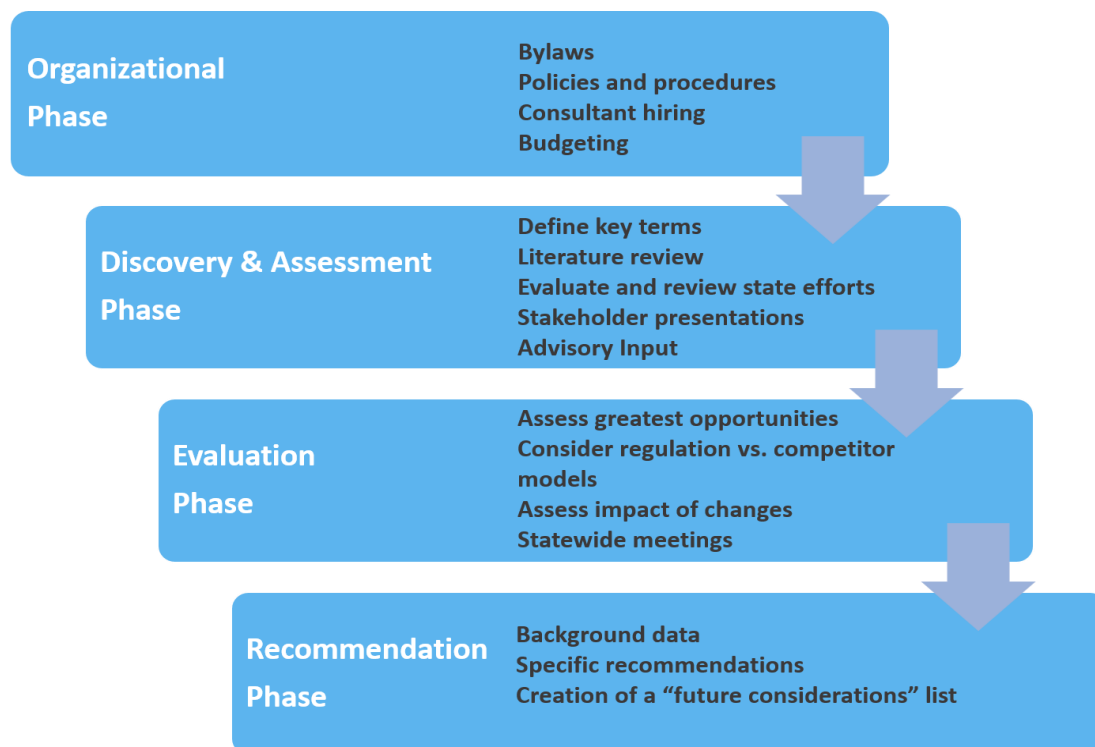 Organizational
Phase
Bylaws
Policies and procedures
Consultant hiring
Budgeting
Discovery & Assessment
Phase
Define key terms
Literature review
Evaluate and review state efforts
Stakeholder presentations
Advisory Input
Evaluation
Phase
Assess greatest opportunities
Consider regulation vs. competitor
models
Assess impact of changes
Statewide meetings
Recommendation
Phase
Background data
Specific recommendations
Creation of a “future considerations” list